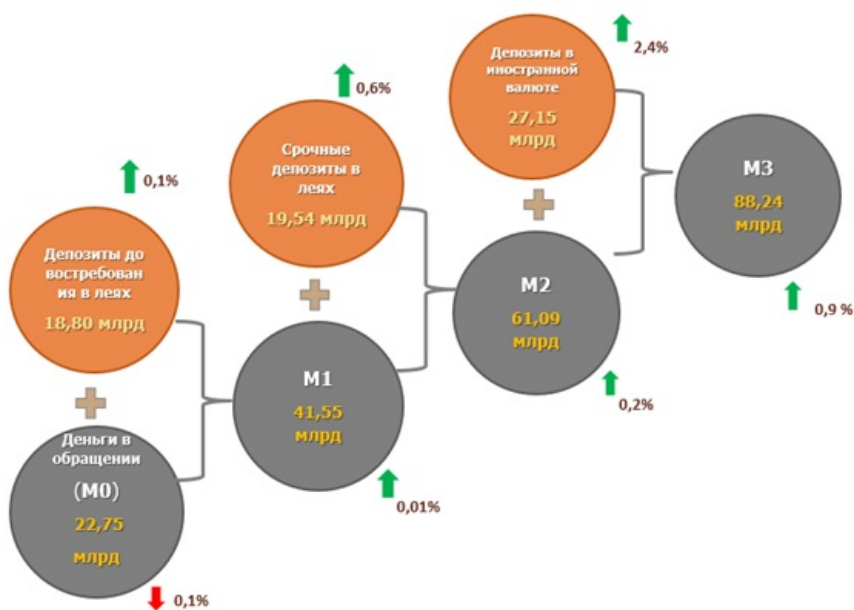 0,1%
Депозиты до
востребован
ия в леях
18,80 млрд
Деньги в
обращении
(M0)
22,75
млрд
0,1%
0,6%
Срочные
депозиты в
леях
19,54 млрд
M1
41,55
млрд
0,01%
2,4%
Депозиты в
иностранной
валюте
27,15
млрд
M2
61,09
млрд
0,2%
M3
88,24
млрд
0,9 %